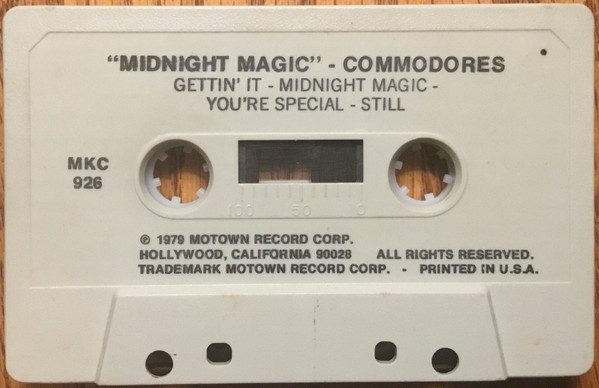 "MIDNIGHT MAGIC" - COMMODORES
GETTIN' IT - MIDNIGHT MAGIC -
YOU'RE SPECIAL - STILL
MKC
926
100 50 0
℗ 1979 MOTOWN RECORD CORP.
HOLLYWOOD, CALIFORNIA 90028 ALL RIGHTS RESERVED.
TRADEMARK MOTOWN RECORD CORP. - PRINTED IN U.S.A.